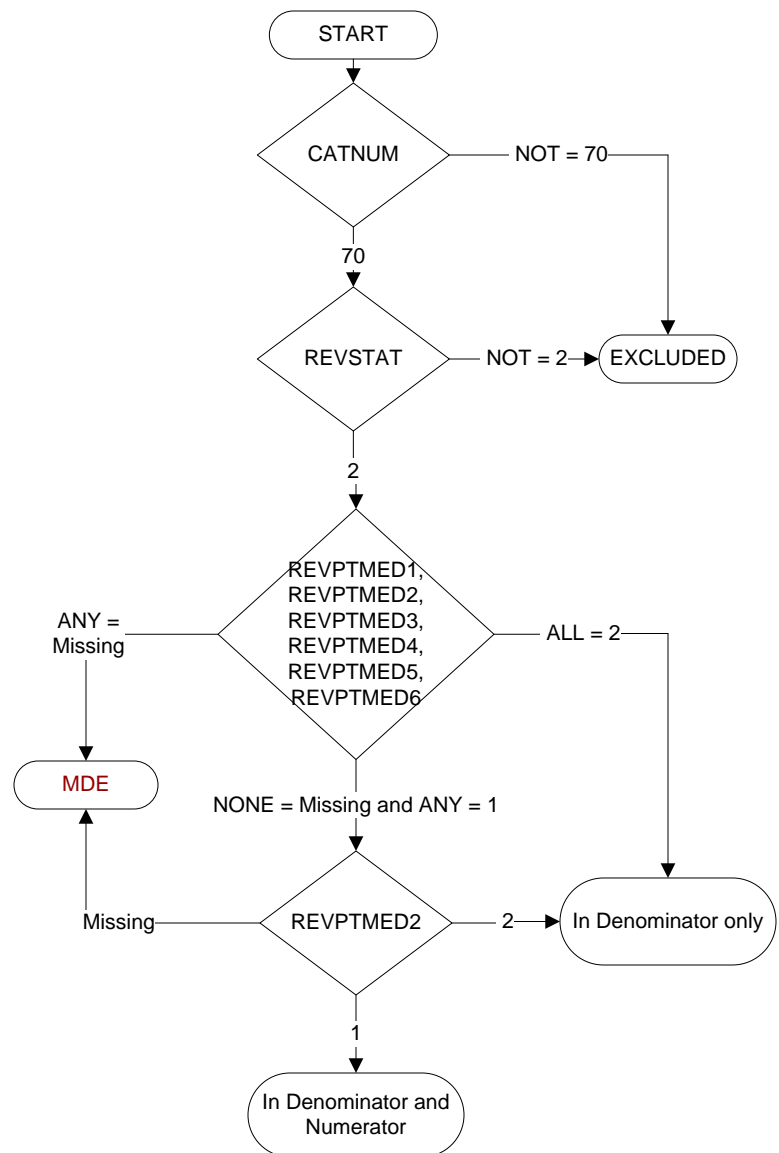 START
CATNUM
NOT = 70
70
REVSTAT
NOT = 2
EXCLUDED
2
REVPTMED1,
REVPTMED2,
REVPTMED3,
REVPTMED4,
REVPTMED5,
REVPTMED6
ANY =
Missing
ALL = 2
MDE
NONE = Missing and ANY = 1
Missing
REVPTMED2
2
In Denominator only
1
In Denominator and
Numerator